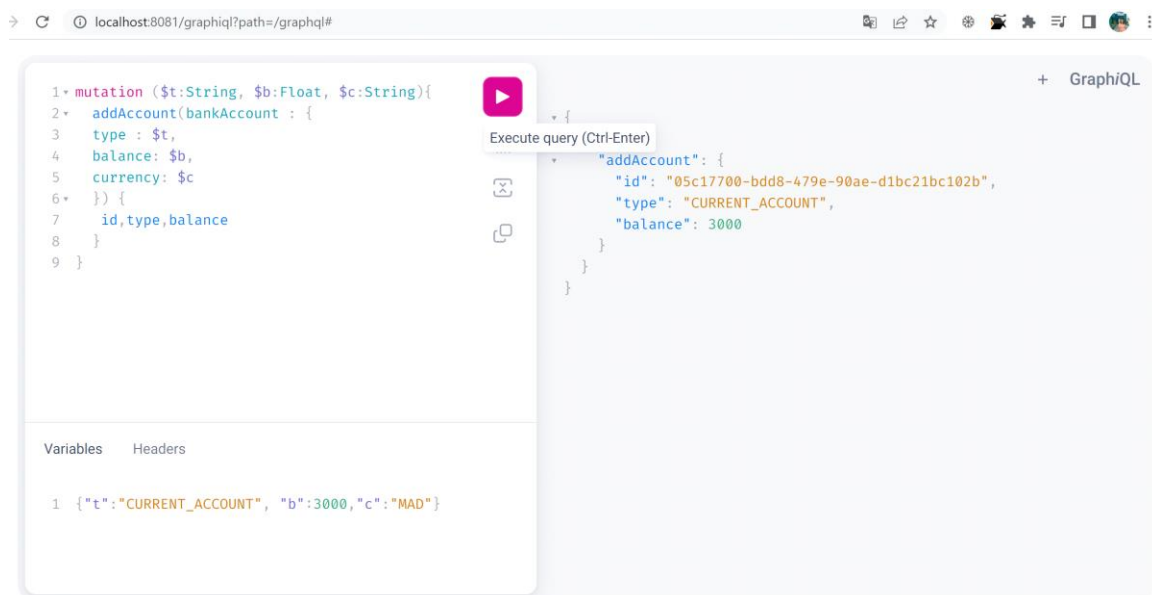 localhost:8081/graphiql?path=/graphql#
+ GraphiQL
1 mutation ($t:String, $b:Float, $c:String){
2 addAccount(bankAccount : {
3 type : $t,
4 balance: $b,
5 currency: $c
6 }) {
7 id,type,balance
8 }
9 }
Execute query (Ctrl-Enter)
{
"addAccount": {
"id": "05c17700-bdd8-479e-90ae-d1bc21bc102b",
"type": "CURRENT_ACCOUNT",
"balance": 3000
}
}
}
Variables Headers
1 {"t":"CURRENT_ACCOUNT", "b":3000,"c":"MAD"}